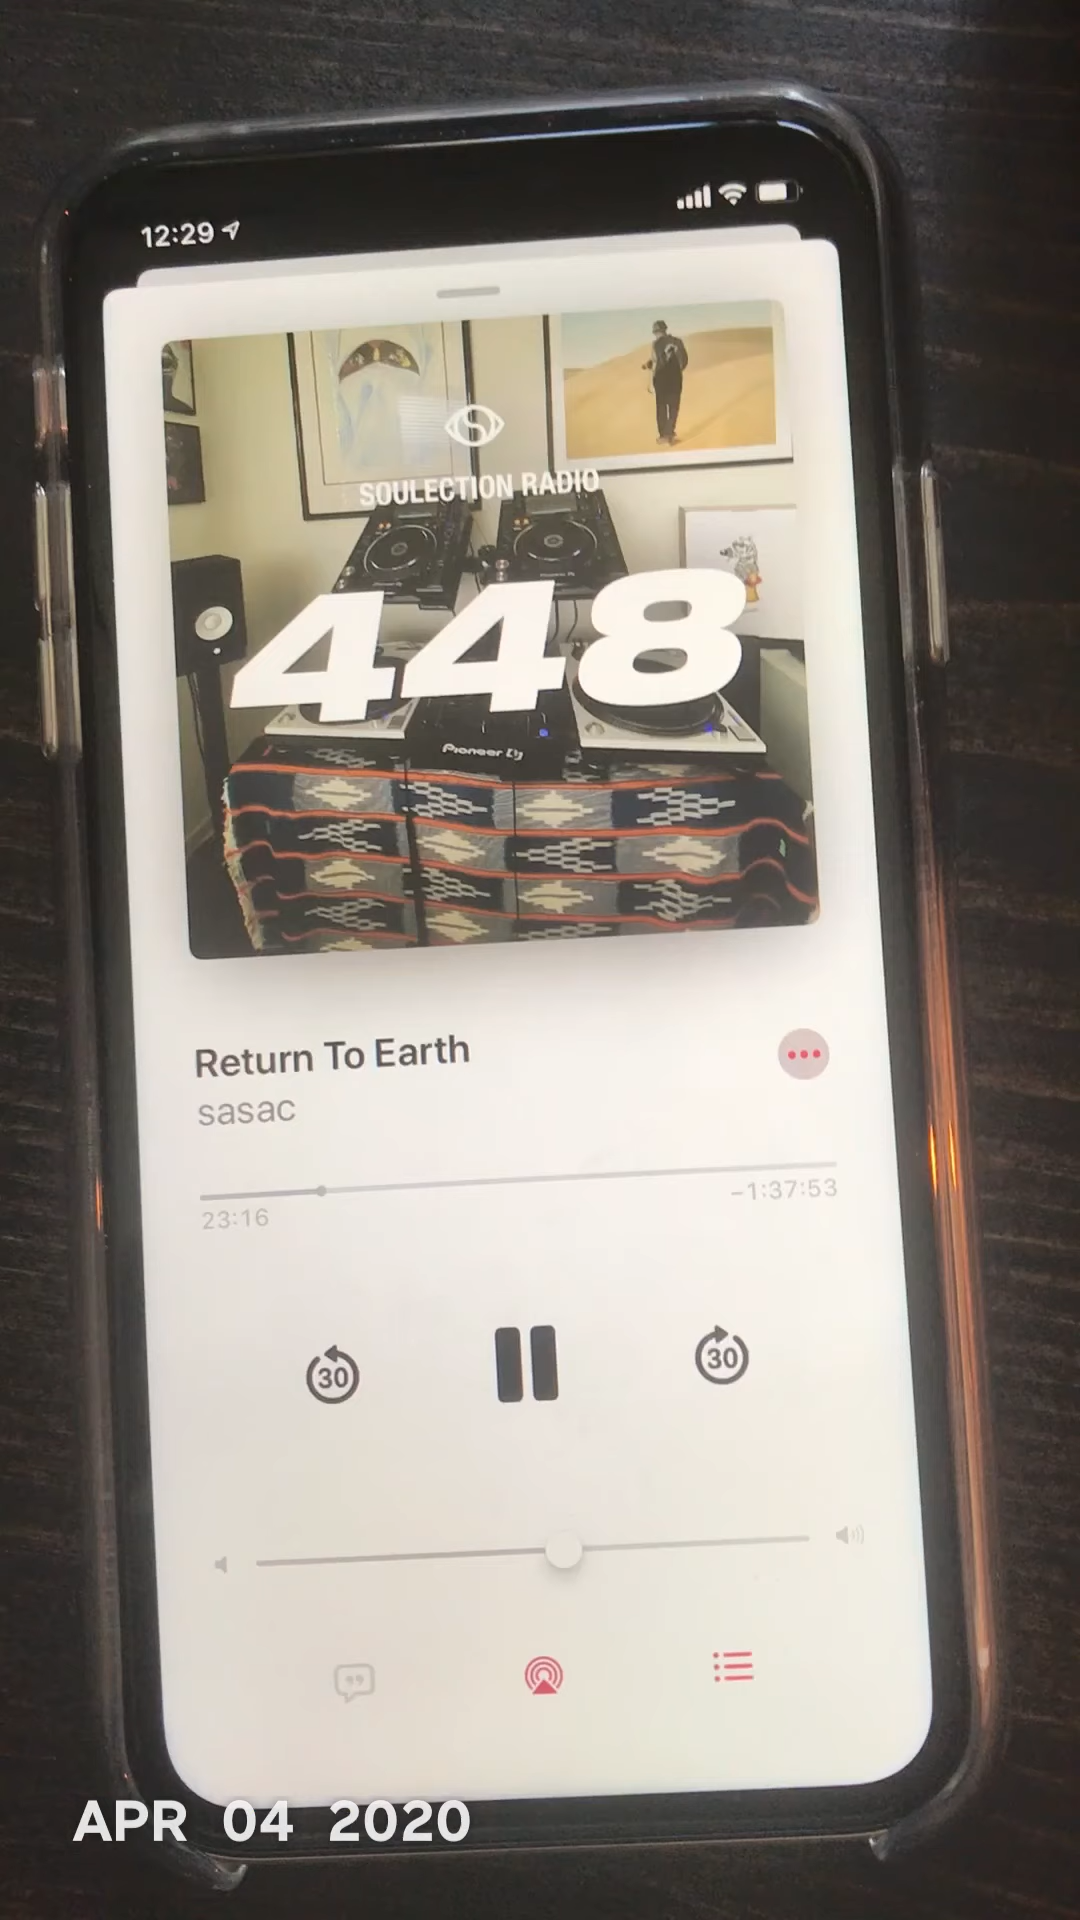 12:29
SOULECTION RADIO
448
Pioneer DJ
Return To Earth
sasac
23:16
-1:37:53
30
30
APR 04 2020